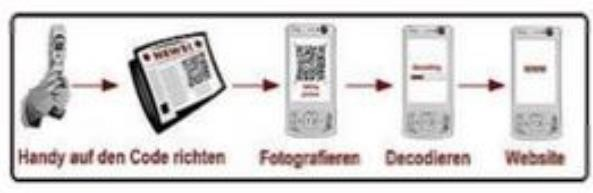 NEWS!
Handy auf den Code richten
Fotografieren
Decodieren
Website